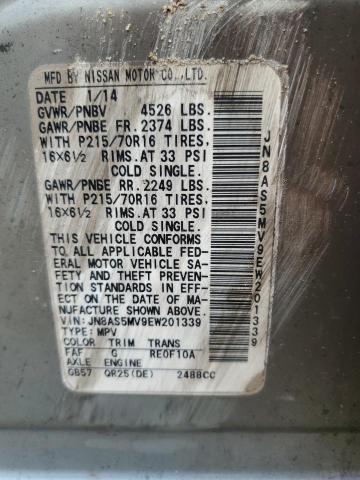 MFD BY NISSAN MOTOR CO.,LTD.
DATE 1/14
GVWR/PNBV 4526 LBS.
GAWR/PNBE FR. 2374 LBS.
WITH P215/70R16 TIRES,
16X6½ RIMS.AT 33 PSI
COLD SINGLE.
GAWR/PNBE RR. 2249 LBS.
WITH P215/70R16 TIRES,
16X6½ RIMS.AT 33 PSI
COLD SINGLE.
THIS VEHICLE CONFORMS
TO ALL APPLICABLE FED-
ERAL MOTOR VEHICLE SA-
FETY AND THEFT PREVEN-
TION STANDARDS IN EFF-
ECT ON THE DATE OF MA-
NUFACTURE SHOWN ABOVE.
VIN: JN8AS5MV9EW201339
TYPE: MPV
COLOR TRIM TRANS
FAF G RE0F10A
AXLE ENGINE
GB57 QR25(DE) 2488CC
JN8AS5MV9EW201339